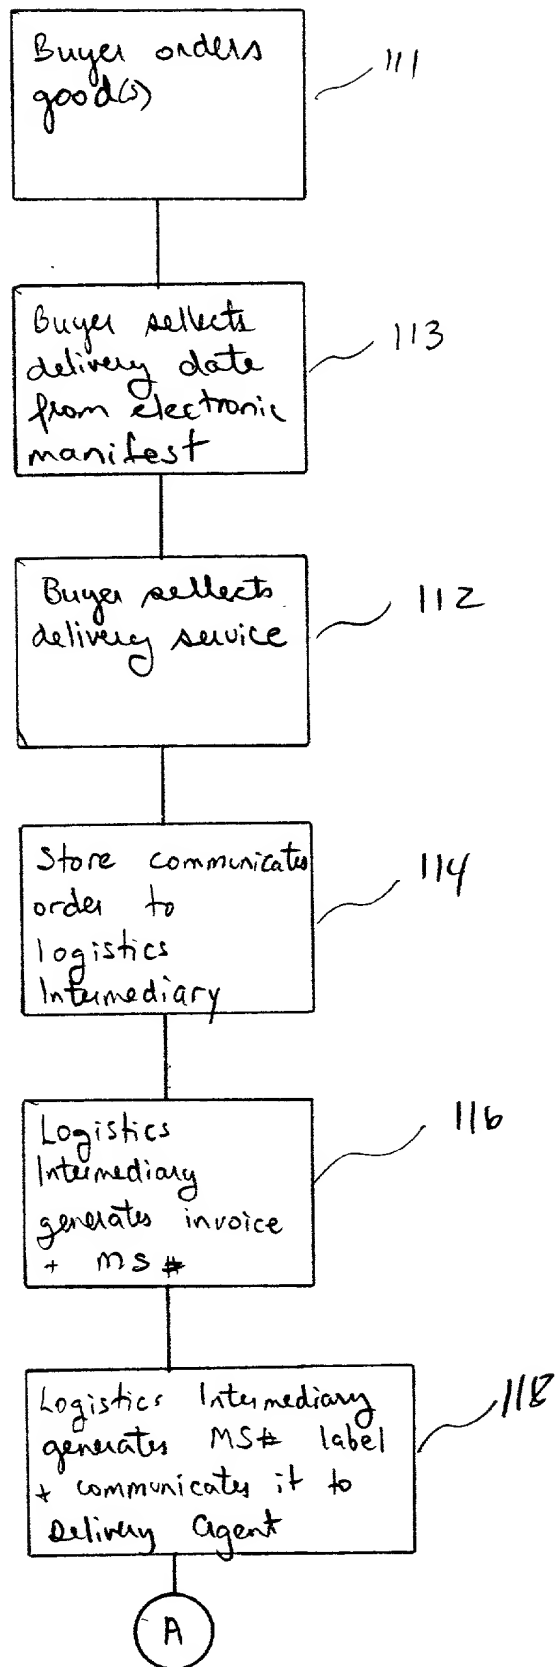 Buyer orders
good(s)
111
Buyer sellects
delivery date
from electronic
manifest
113
Buyer sellects
delivery service
112
Store communicates
order to
logistics
Intermediary
114
Logistics
Intermediary
generates invoice
+ MS#
116
Logistics Intermediary
generates MS# label
+ communicates it to
Delivery Agent
118
A